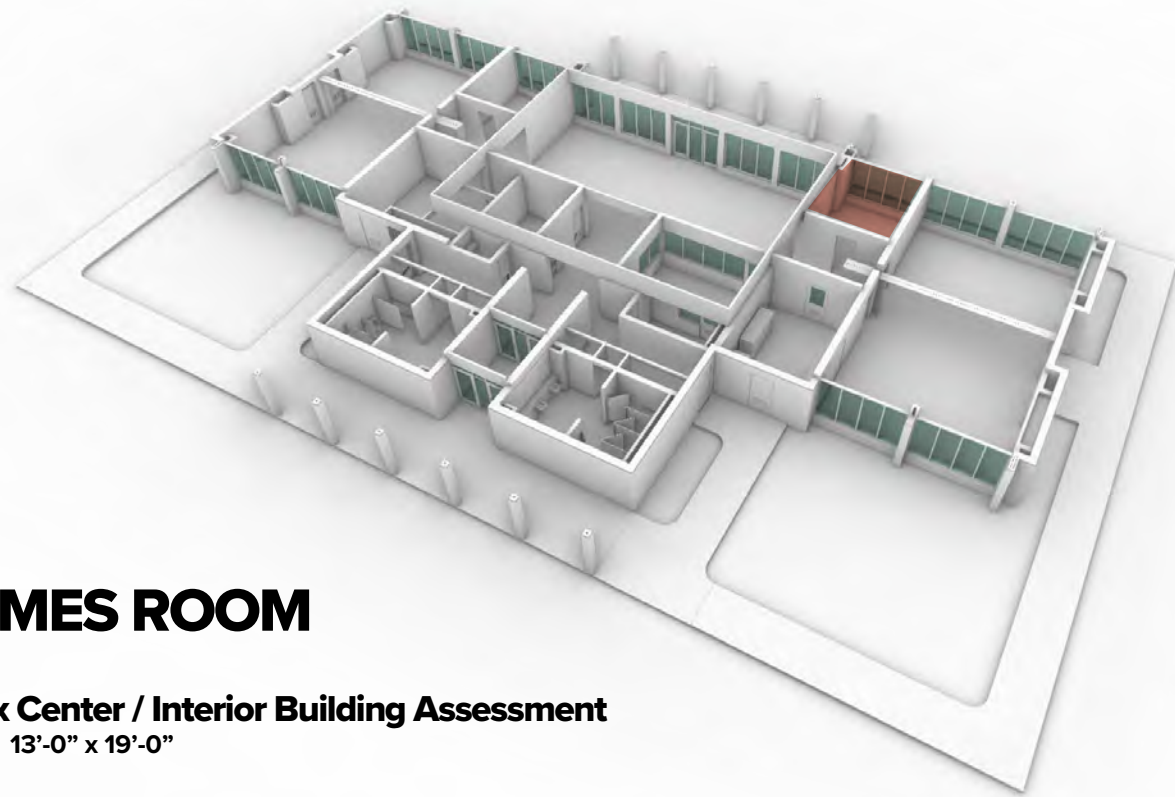 MES ROOM
x Center / Interior Building Assessment
13’-0” x 19’-0”